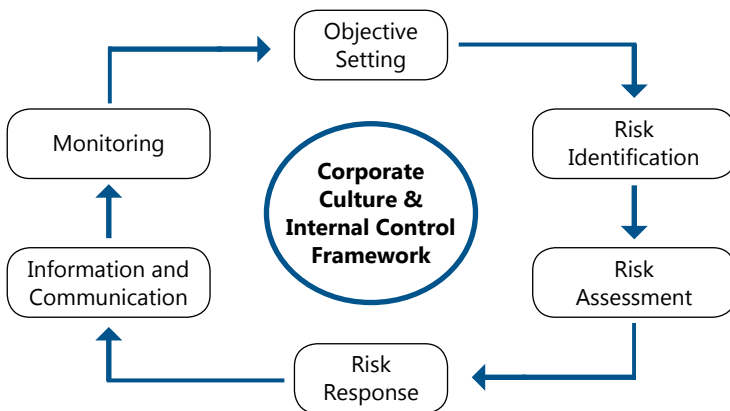 Objective
Setting
Risk
Identification
Risk
Assessment
Risk
Response
Information and
Communication
Monitoring
Corporate
Culture &
Internal Control
Framework